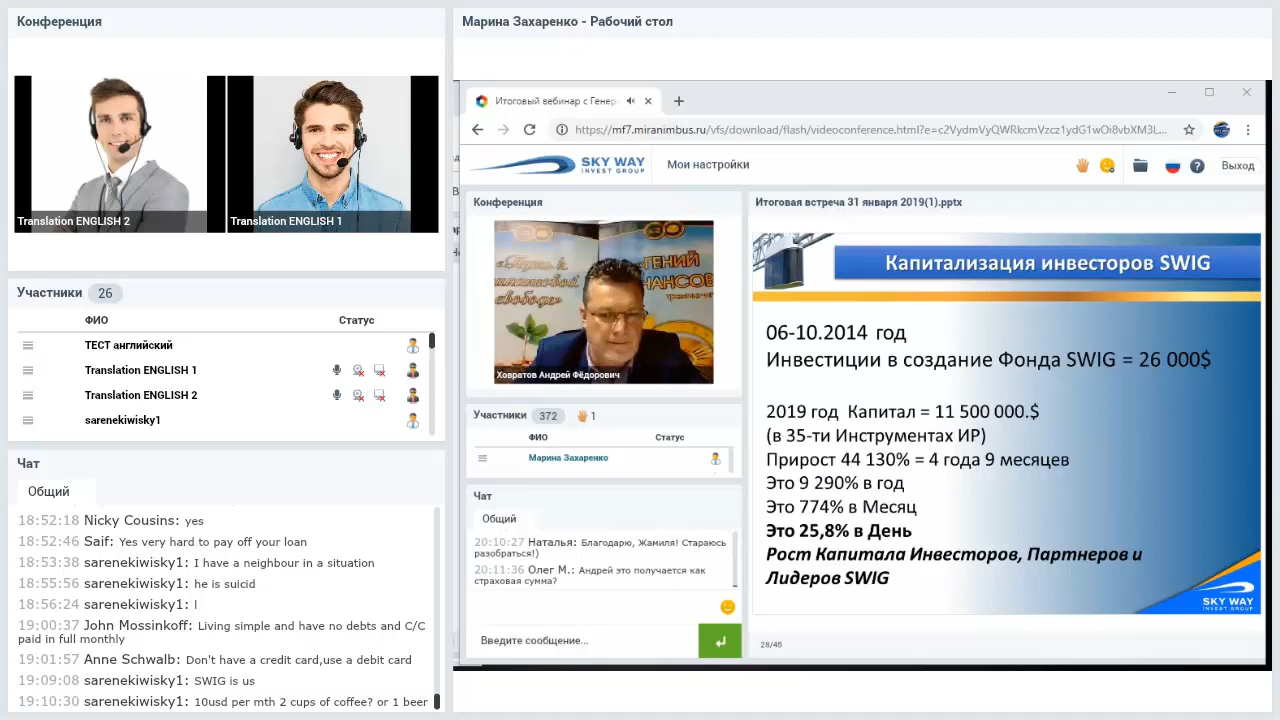 Конференция
Translation ENGLISH 2
Translation ENGLISH 1
Участники 26
ФИО Статус
ТЕСТ английский
Translation ENGLISH 1
Translation ENGLISH 2
sarenekiwisky1
Чат
Общий
18:52:18 Nicky Cousins: yes
18:52:46 Saif: Yes very hard to pay off your loan
18:53:38 sarenekiwisky1: I have a neighbour in a situation
18:55:56 sarenekiwisky1: he is suicid
18:56:24 sarenekiwisky1: I
19:00:37 John Mossinkoff: Living simple and have no debts and C/C
paid in full monthly
19:01:57 Anne Schwalb: Don't have a credit card,use a debit card
19:09:08 sarenekiwisky1: SWIG is us
19:10:30 sarenekiwisky1: 10usd per mth 2 cups of coffee? or 1 beer
Марина Захаренко - Рабочий стол
Итоговый вебинар с Генер
https://mf7.miranimbus.ru/vfs/download/flash/videoconference.html?e=c2VydmVyQWRkcmVzcz1ydG1wOi8vbXM3L...
SKY WAY
INVEST GROUP
Мои настройки
Выход
Конференция
«Путь к
финансовой
свободе»
«ГЕНИЙ
ФИНАНСОВ
Ховратов Андрей Фёдорович
Участники 372 1
ФИО Статус
Марина Захаренко
Чат
Общий
20:10:27 Наталья: Благодарю, Жамиля! Стараюсь
разобраться!)
20:11:36 Олег М.: Андрей это получается как
страховая сумма?
Введите сообщение...
Итоговая встреча 31 января 2019(1).pptx
Капитализация инвесторов SWIG
06-10.2014 год
Инвестиции в создание Фонда SWIG = 26 000$
2019 год Капитал = 11 500 000.$
(в 35-ти Инструментах ИР)
Прирост 44 130% = 4 года 9 месяцев
Это 9 290% в год
Это 774% в Месяц
Это 25,8% в День
Рост Капитала Инвесторов, Партнеров и
Лидеров SWIG
SKY WAY
INVEST GROUP
28/45